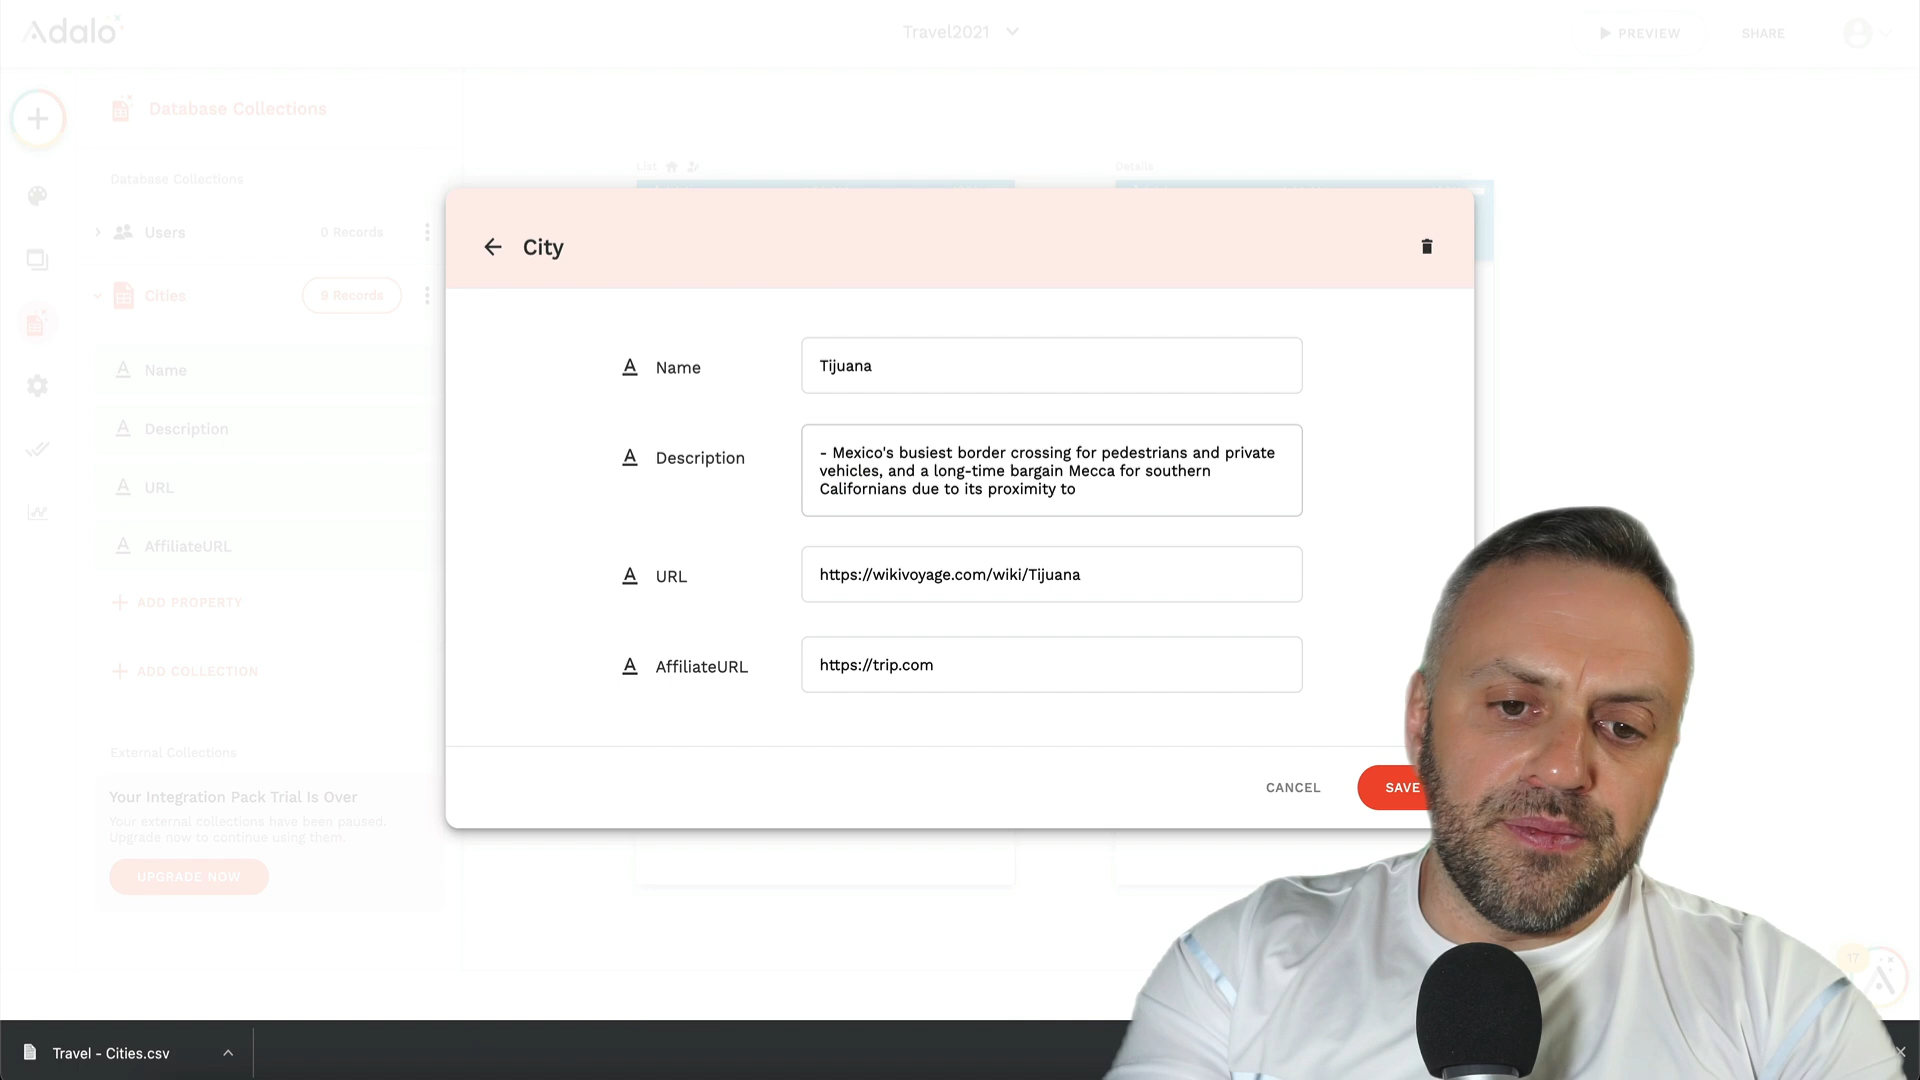 Adalo
Travel2021
PREVIEW
SHARE
Database Collections
Database Collections
Users
0 Records
Cities
9 Records
Name
Description
URL
AffiliateURL
ADD PROPERTY
ADD COLLECTION
External Collections
Your Integration Pack Trial Is Over
Your external collections have been paused.
Upgrade now to continue using them.
UPGRADE NOW
List
Details
City
Name
Tijuana
Description
- Mexico's busiest border crossing for pedestrians and private
vehicles, and a long-time bargain Mecca for southern
Californians due to its proximity to
URL
https://wikivoyage.com/wiki/Tijuana
AffiliateURL
https://trip.com
CANCEL
SAVE
17
Travel - Cities.csv